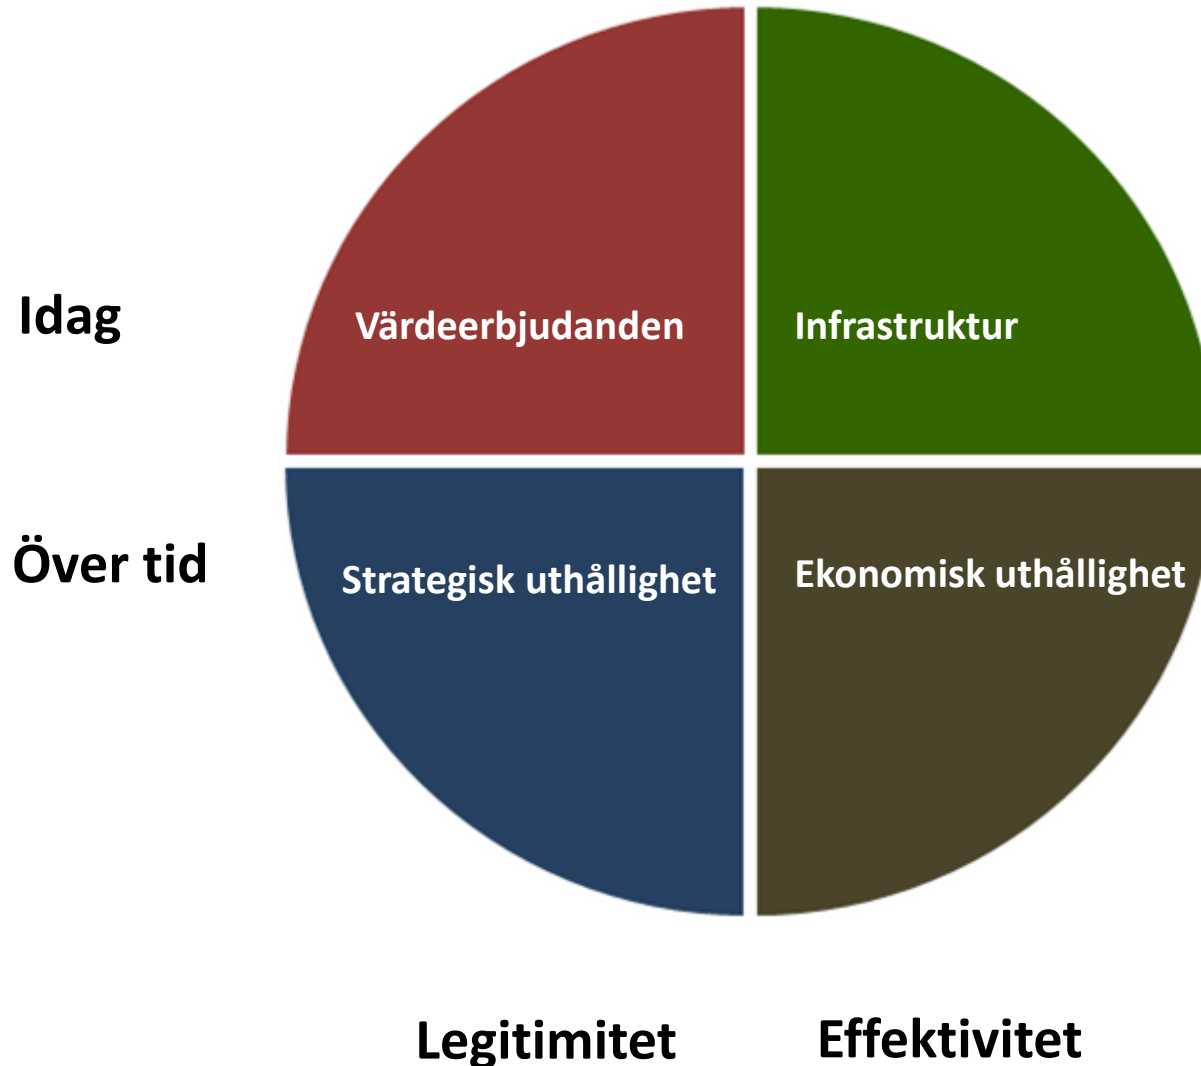 Idag
Värdeerbjudanden
Infrastruktur
Över tid
Strategisk uthållighet
Ekonomisk uthållighet
Legitimitet
Effektivitet